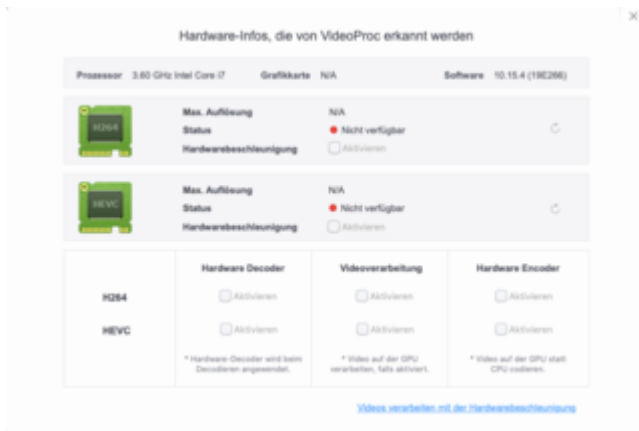 Hardware-Infos, die von VideoProc erkannt werden
Prozessor 3.60 GHz Intel Core i7 Grafikkarte N/A Software 10.15.4 (19E266)
H264
Max. Auflösung N/A
Status Nicht verfügbar
Hardwarebeschleunigung Aktivieren
HEVC
Max. Auflösung N/A
Status Nicht verfügbar
Hardwarebeschleunigung Aktivieren
Hardware Decoder Videoverarbeitung Hardware Encoder
H264 Aktivieren Aktivieren Aktivieren
HEVC Aktivieren Aktivieren Aktivieren
* Hardware-Decoder wird beim Decodieren angewendet.
* Video auf der GPU verarbeiten, falls aktiviert.
* Video auf der GPU statt CPU codieren.
Videos verarbeiten mit der Hardwarebeschleunigung